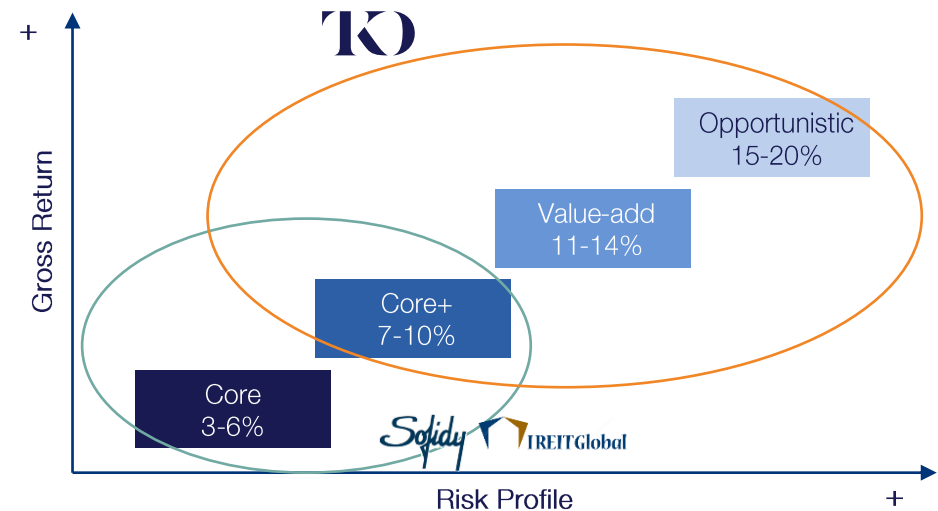 +
TKO
Opportunistic
15-20%
Value-add
11-14%
Gross Return
Core+
7-10%
Core
3-6%
Sofidy
IREITGlobal
Risk Profile
+